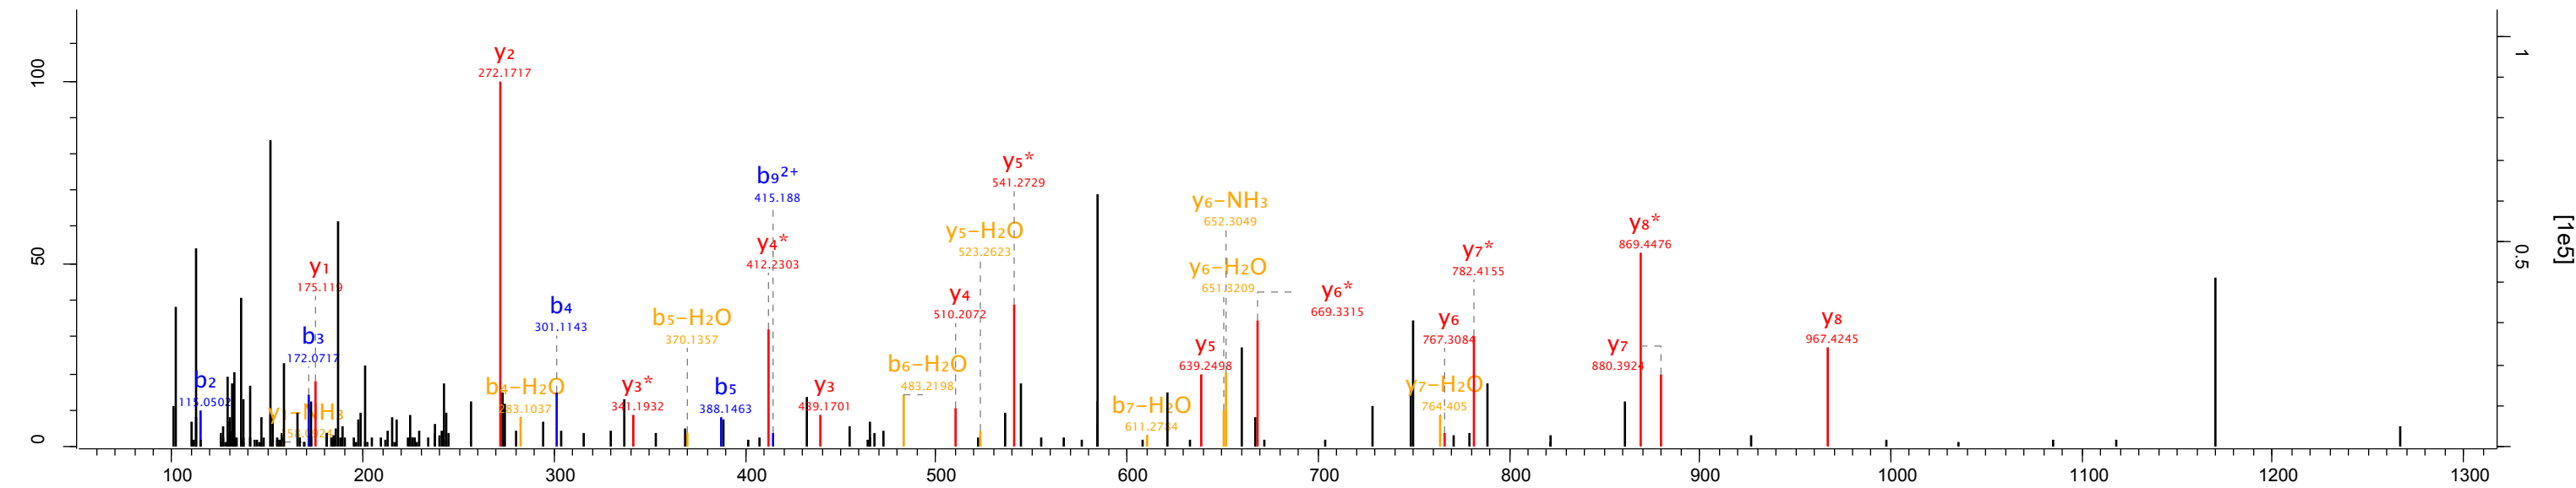 y2
272.1717
y5*
541.2729
b9²⁺
415.188
y6-NH3
652.3049
y8*
869.4476
y5-H2O
523.2623
y4*
412.2303
y7*
782.4155
y1
175.119
y6-H2O
651.3209
y6*
669.3315
y4
510.2072
b4
301.1143
b5-H2O
370.1357
y6
767.3084
y8
967.4245
b3
172.0717
y5
639.2498
y7
880.3924
b6-H2O
483.2198
b2
115.0502
b4-H2O
283.1037
y3*
341.1932
b5
388.1463
y3
439.1701
y7-H2O
764.405
b7-H2O
611.2784
100
50
0
1
0.5
[1e5]
100 200 300 400 500 600 700 800 900 1000 1100 1200 1300